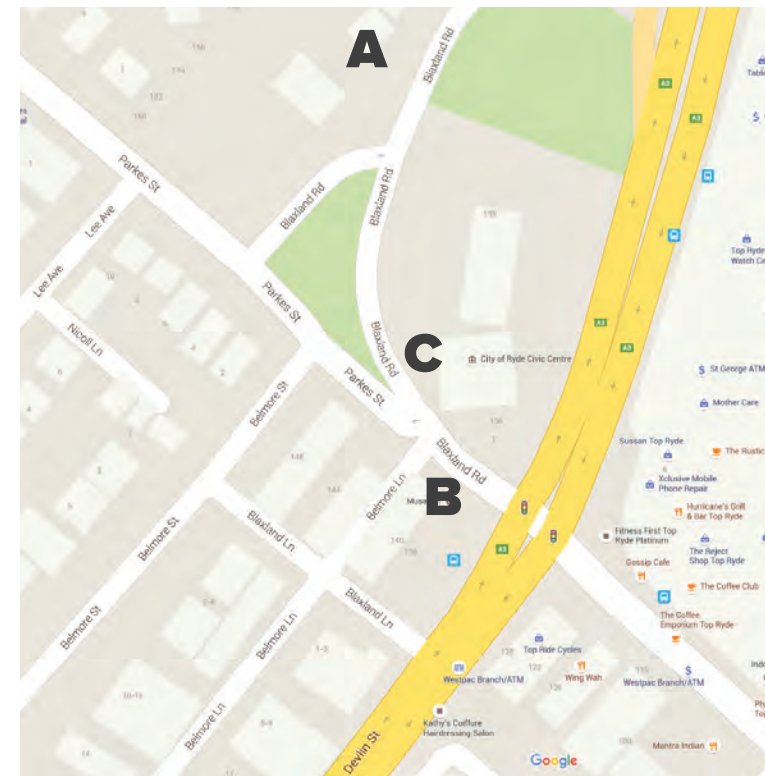 A
Blaxland Rd
A3
A3
Parkes St
Lee Ave
Blaxland Rd
Blaxland Rd
119
Top Ryde
Lee Ave
Parkes St
Nicoll Ln
A3
A3
Blaxland Rd
C
City of Ryde Civic Centre
St George ATM
Parkes St
Mother Care
Belmore St
Blaxland Rd
Sussan Top Ryde
The Rustic
Belmore Ln
B
Xclusive Mobile
Phone Repair
Hurricane's Grill
& Bar Top Ryde
Belmore St
Blaxland Ln
Fitness First Top
Ryde Platinum
A3
The Reject
Shop Top Ryde
Gossip Cafe
The Coffee Club
Blaxland Ln
The Coffee
Emporium Top Ryde
Belmore St
Belmore Ln
Top Ride Cycles
Wing Wah
Westpac Branch/ATM
Westpac Branch/ATM
Belmore Ln
Kathy's Coiffure
Hairdressing Salon
Devlin St
Mantra Indian
Google